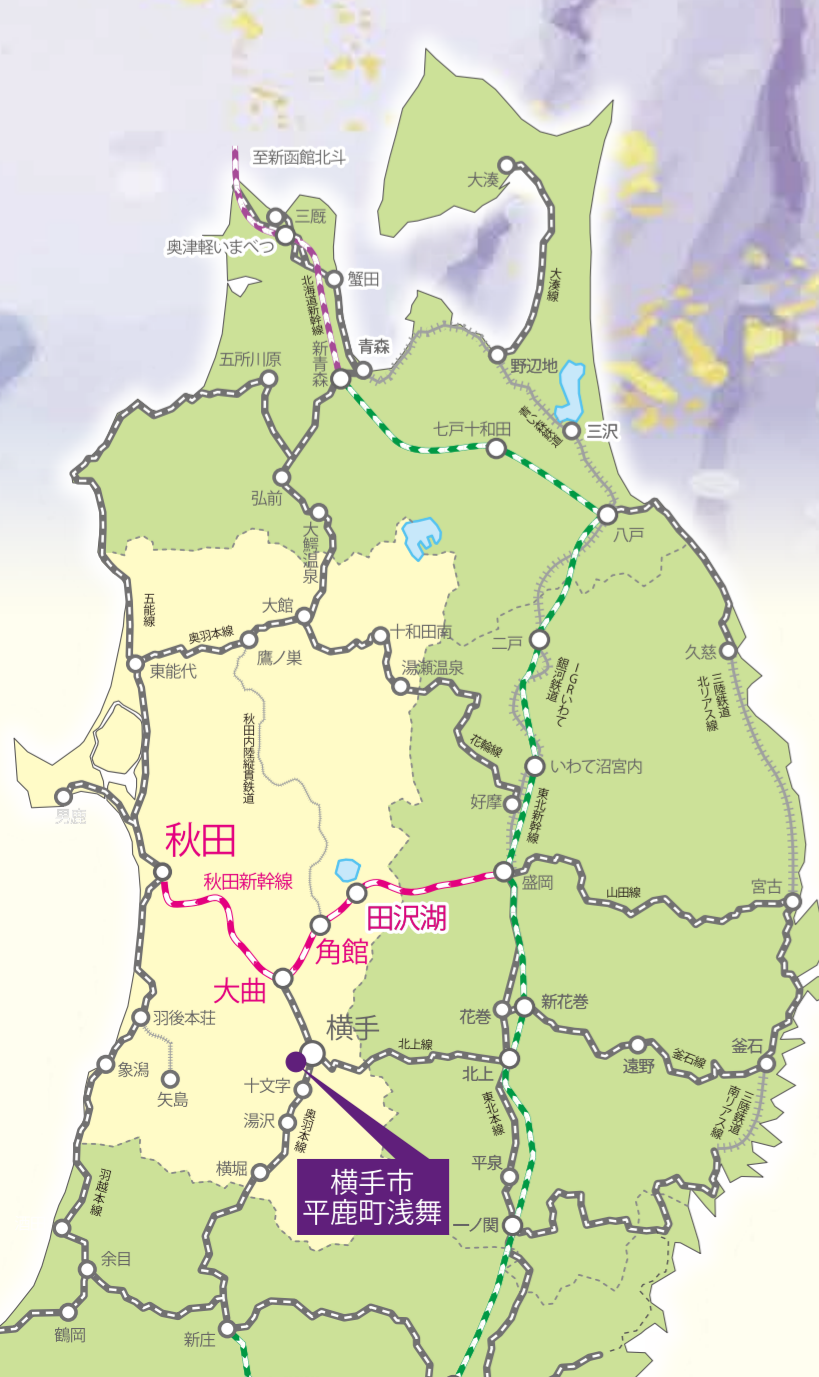 至新函館北斗
大湊
三厩
奥津軽いまべつ
蟹田
大湊線
北海道新幹線
青森
新青森
五所川原
野辺地
青い森鉄道
七戸十和田
三沢
弘前
大鰐温泉
八戸
五能線
大館
奥羽本線
十和田南
二戸
久慈
東能代
鷹ノ巣
湯瀬温泉
IGRいわて
銀河鉄道
三陸鉄道
北リアス線
秋田内陸縦貫鉄道
花輪線
いわて沼宮内
好摩
東北新幹線
男鹿
秋田
秋田新幹線
盛岡
山田線
宮古
田沢湖
角館
大曲
羽後本荘
横手
花巻
新花巻
北上線
遠野
釜石線
釜石
象潟
矢島
十文字
北上
東北本線
三陸鉄道
南リアス線
湯沢
奥羽本線
横堀
平泉
横手市
平鹿町浅舞
羽越本線
一ノ関
余目
鶴岡
新庄